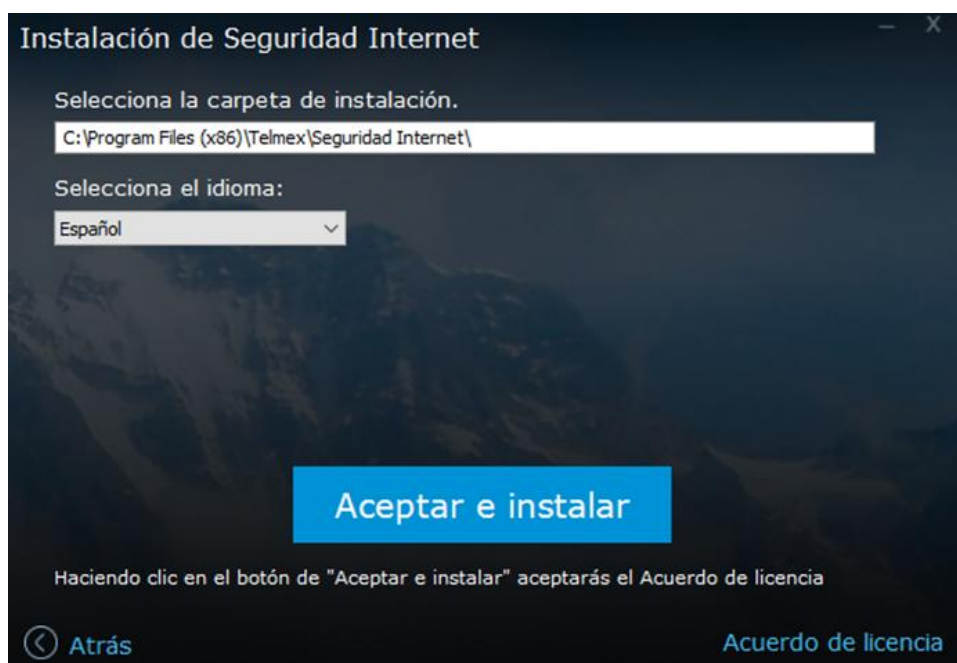 Instalación de Seguridad Internet
Selecciona la carpeta de instalación.
C:\Program Files (x86)\Telmex\Seguridad Internet\
Selecciona el idioma:
Español
Aceptar e instalar
Haciendo clic en el botón de "Aceptar e instalar" aceptarás el Acuerdo de licencia
Atrás
Acuerdo de licencia